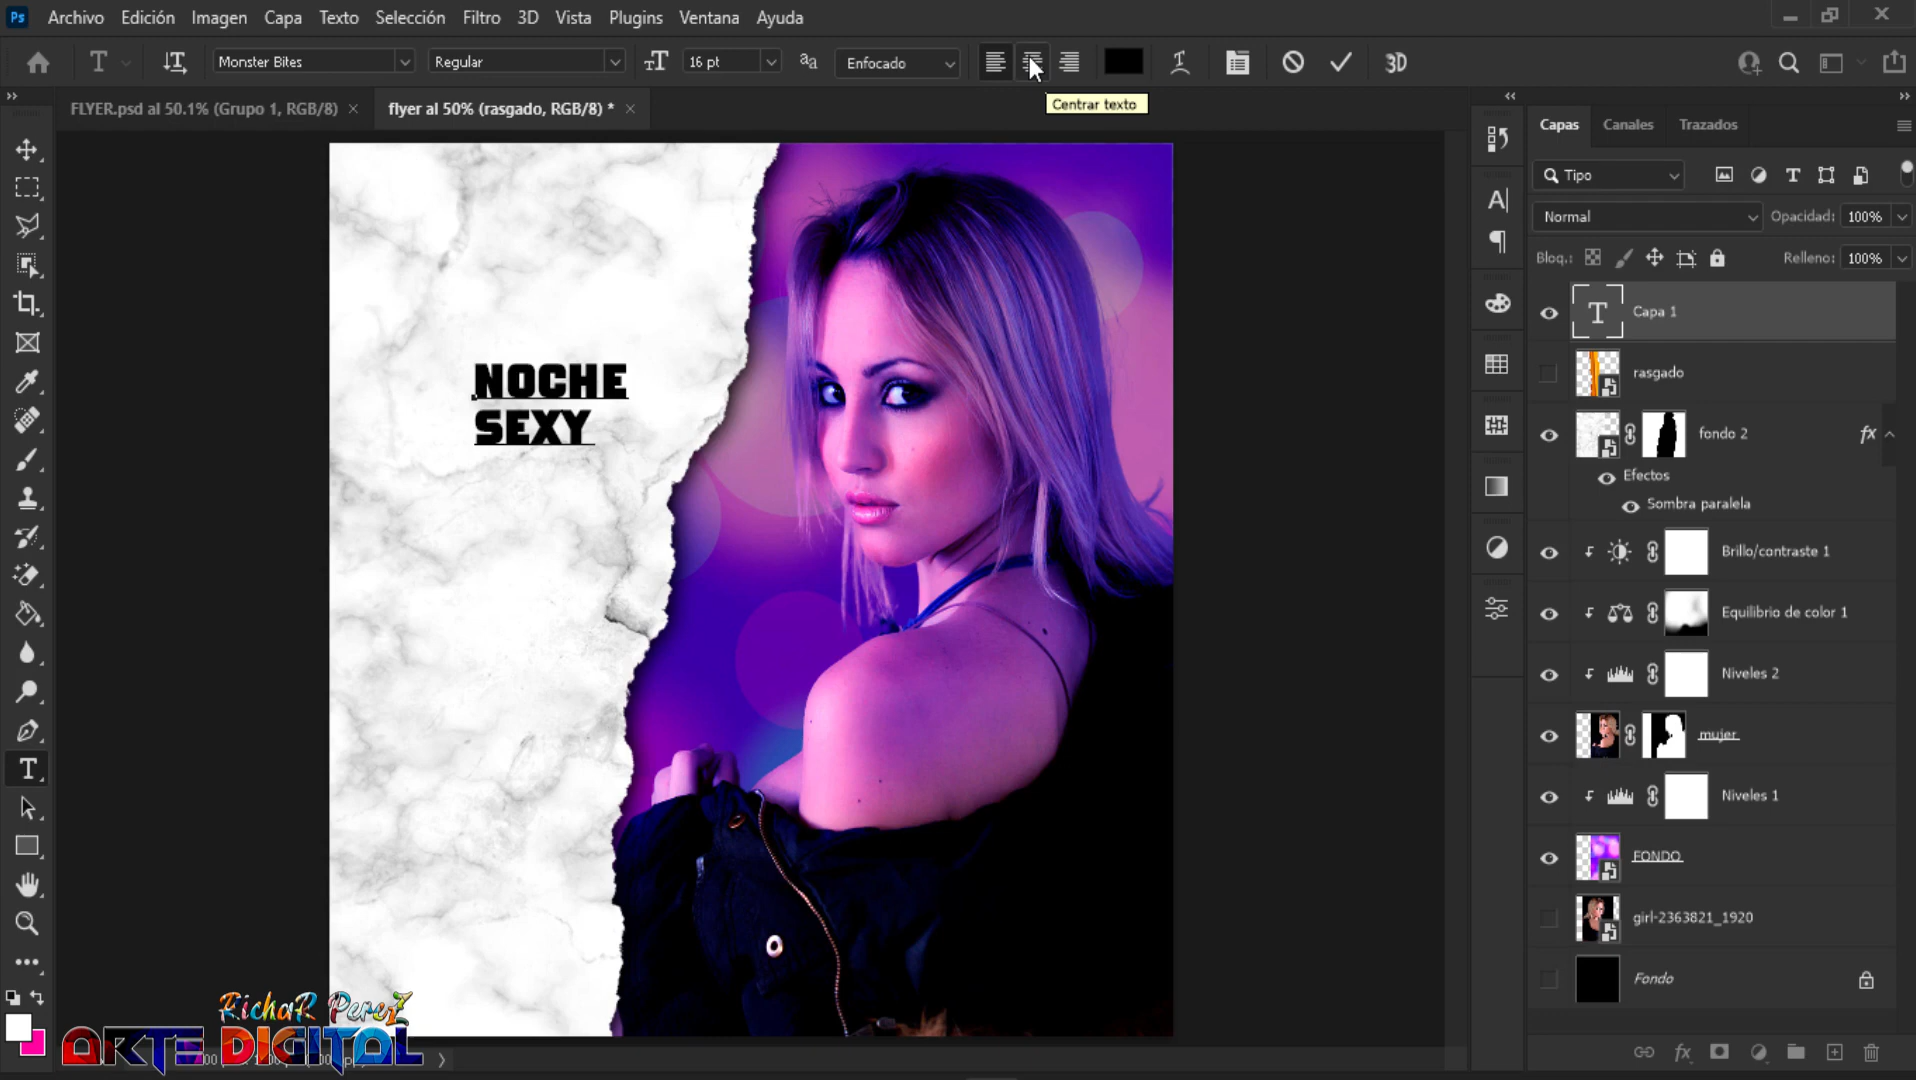 Ps Archivo Edición Imagen Capa Texto Selección Filtro 3D Vista Plugins Ventana Ayuda
Monster Bites Regular 16 pt aa Enfocado 3D
Centrar texto
FLYER.psd al 50.1% (Grupo 1, RGB/8) × flyer al 50% (rasgado, RGB/8) * ×
Capas Canales Trazados
Tipo
Normal Opacidad: 100%
Bloq.: Relleno: 100%
Capa 1
rasgado
fondo 2 fx
Efectos
Sombra paralela
Brillo/contraste 1
Equilibrio de color 1
Niveles 2
mujer
Niveles 1
FONDO
girl-2363821_1920
Fondo
NOCHE
SEXY
RichaR PereZ
ARTE DIGITAL